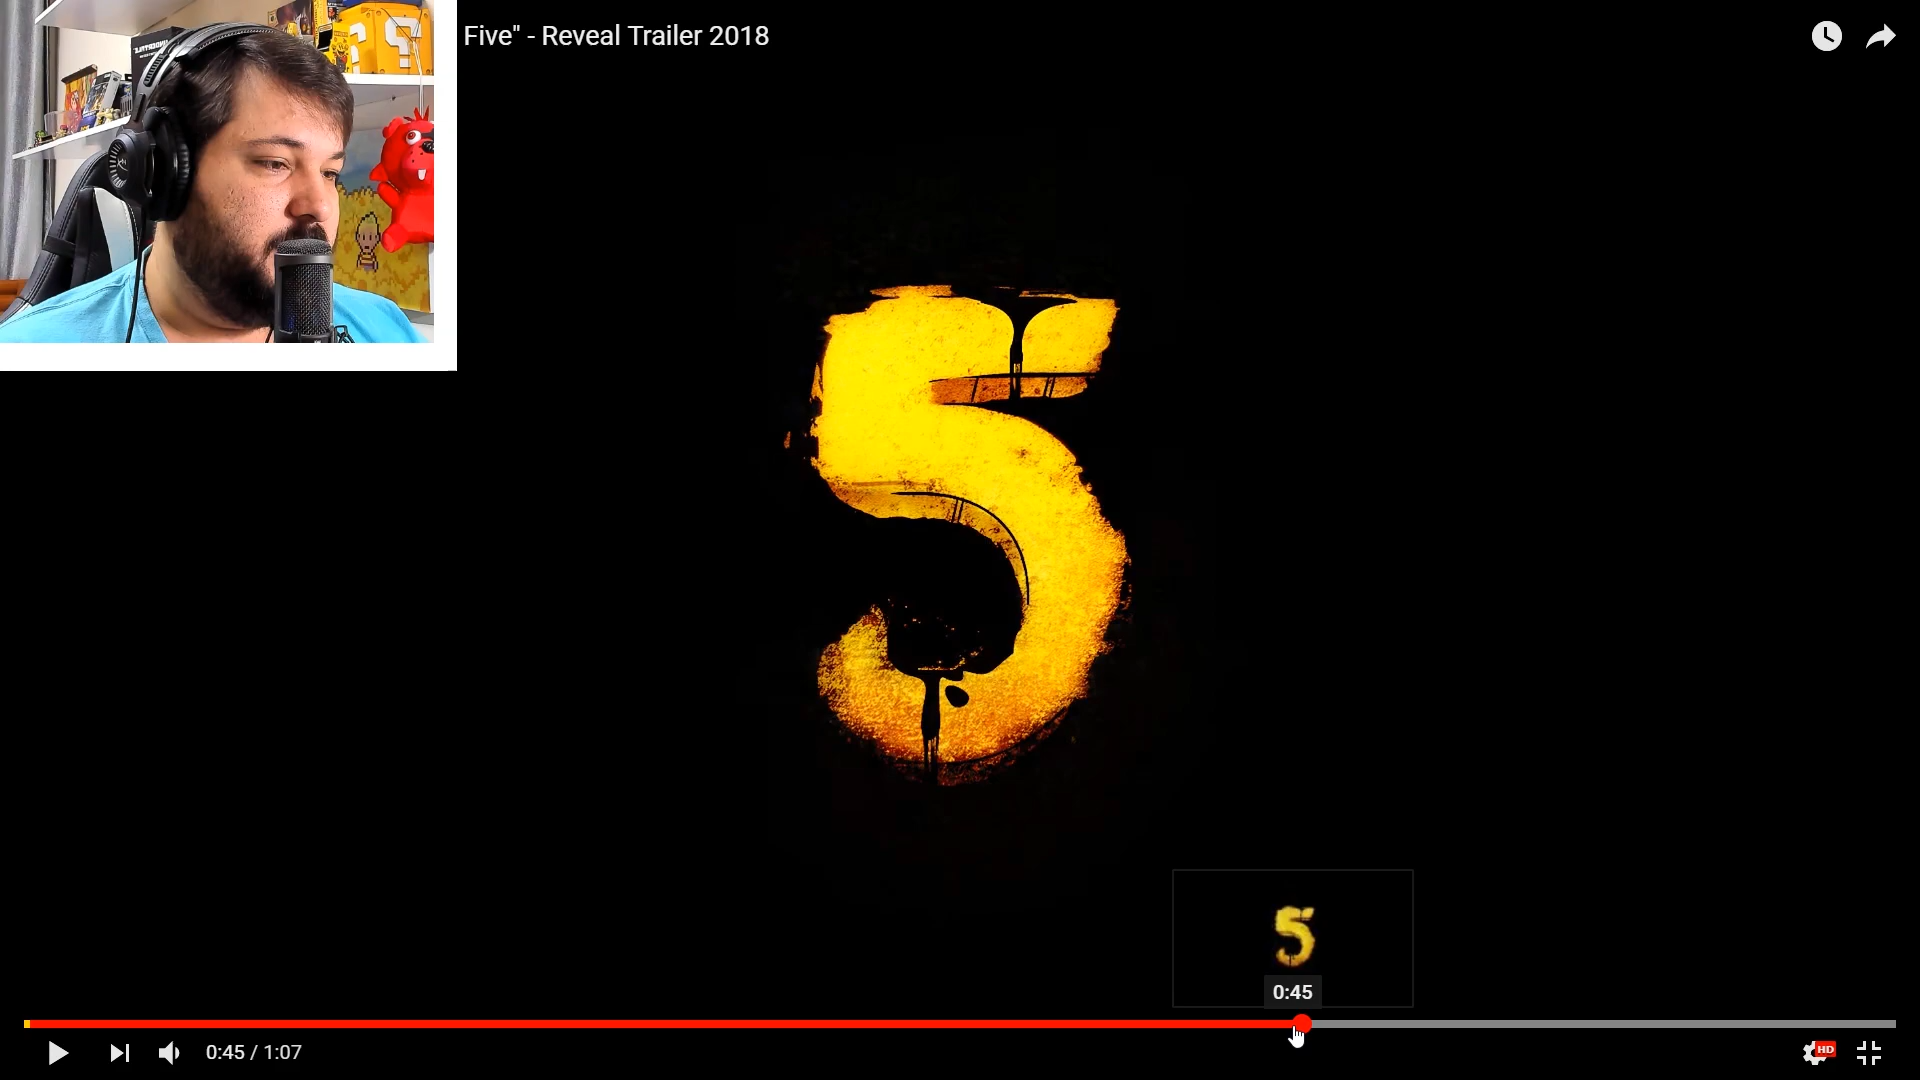 Five" - Reveal Trailer 2018
5
5
0:45
0:45 / 1:07
HD